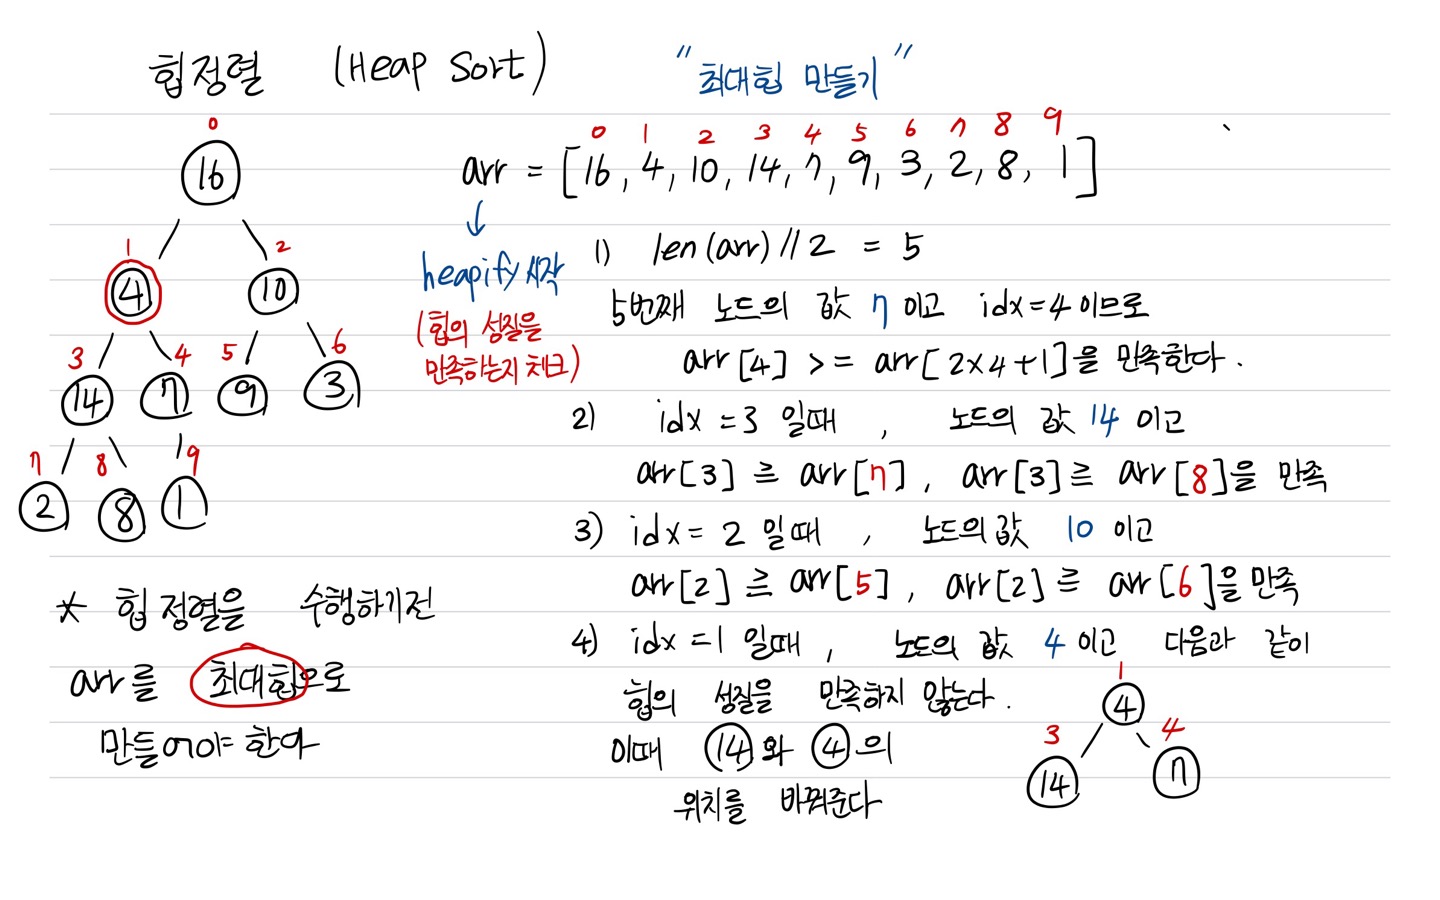 힙정렬 (Heap Sort)
"최대힙 만들기"
0
16
1 2
4 10
3 4 5 6
14 7 9 3
7 8 9
2 8 1
* 힙 정렬을 수행하기전
arr를 최대힙으로
만들어야 한다
0 1 2 3 4 5 6 7 8 9
arr = [16, 4, 10, 14, 7, 9, 3, 2, 8, 1]
heapify 시작
(힙의 성질을
만족하는지 체크)
1) len(arr)//2 = 5
5번째 노드의 값 7 이고 idx=4 이므로
arr[4] >= arr[2×4+1]을 만족한다.
2) idx = 3 일때 , 노드의 값 14 이고
arr[3] ≥ arr[7], arr[3] ≥ arr[8]을 만족
3) idx = 2 일때 , 노드의 값 10 이고
arr[2] ≥ arr[5], arr[2] ≥ arr[6]을 만족
4) idx = 1 일때 , 노드의 값 4 이고 다음과 같이
힙의 성질을 만족하지 않는다.
이때 14와 4의
위치를 바꿔준다
1
4
3 4
14 7